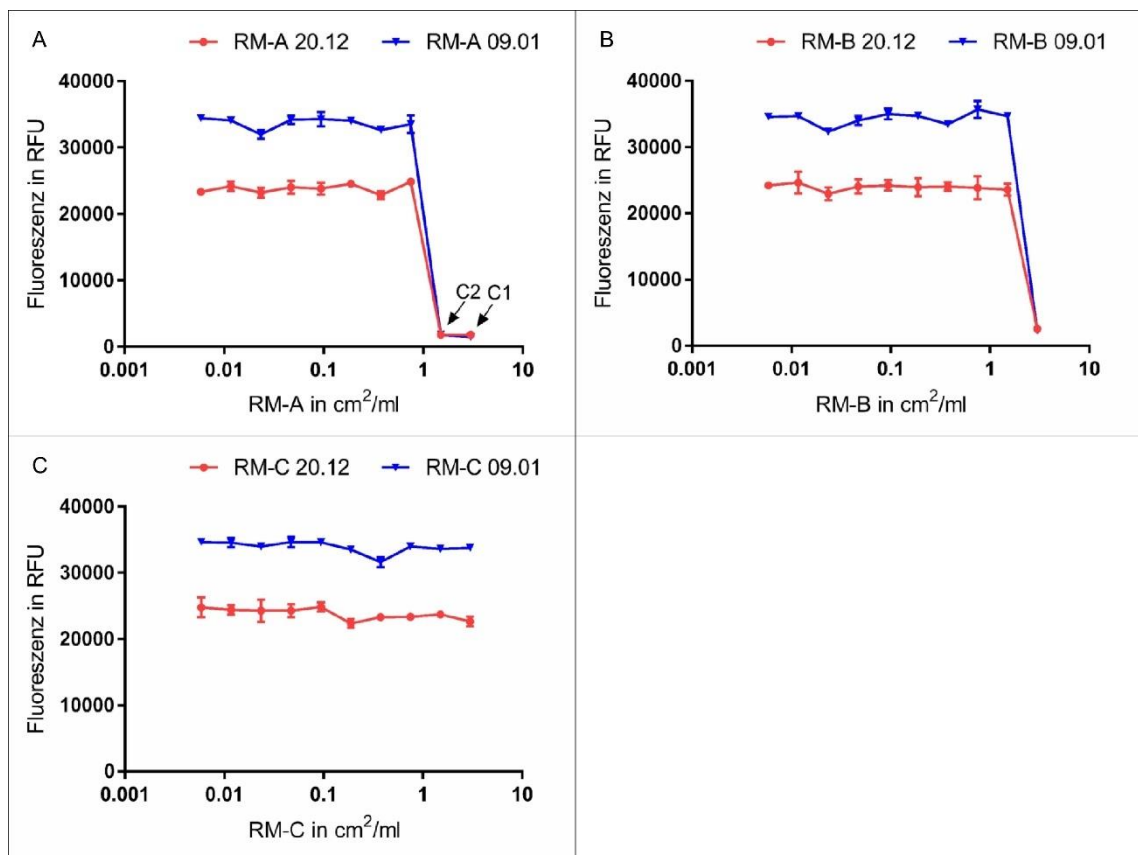 A
RM-A 20.12 RM-A 09.01
40000
30000
20000
10000
0
Fluoreszenz in RFU
C2 C1
0.001 0.01 0.1 1 10
RM-A in cm²/ml
B
RM-B 20.12 RM-B 09.01
40000
30000
20000
10000
0
Fluoreszenz in RFU
0.001 0.01 0.1 1 10
RM-B in cm²/ml
C
RM-C 20.12 RM-C 09.01
40000
30000
20000
10000
0
Fluoreszenz in RFU
0.001 0.01 0.1 1 10
RM-C in cm²/ml